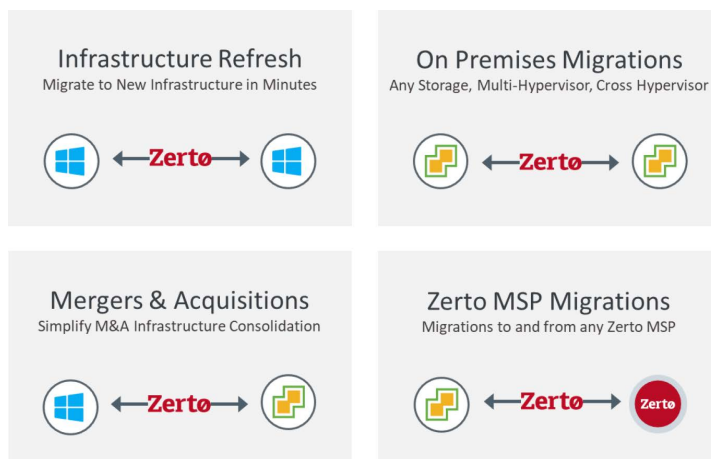 Infrastructure Refresh
Migrate to New Infrastructure in Minutes
Zertø
On Premises Migrations
Any Storage, Multi-Hypervisor, Cross Hypervisor
Zertø
Mergers & Acquisitions
Simplify M&A Infrastructure Consolidation
Zertø
Zerto MSP Migrations
Migrations to and from any Zerto MSP
Zertø
Zertø